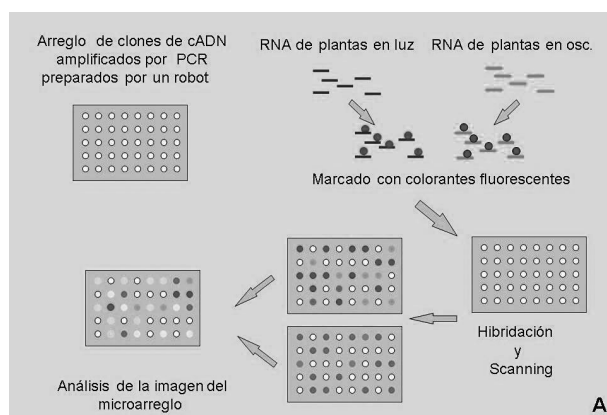 Arreglo de clones de cADN
amplificados por PCR
preparados por un robot
RNA de plantas en luz
RNA de plantas en osc.
Marcado con colorantes fluorescentes
Hibridación
y
Scanning
Análisis de la imagen del
microarreglo
A